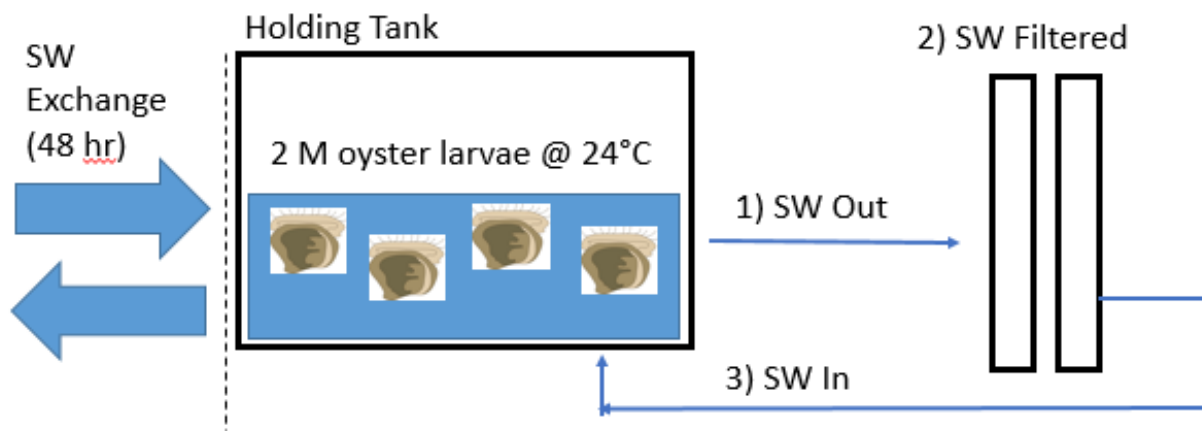 Holding Tank
SW
Exchange
(48 hr)
2 M oyster larvae @ 24°C
1) SW Out
2) SW Filtered
3) SW In